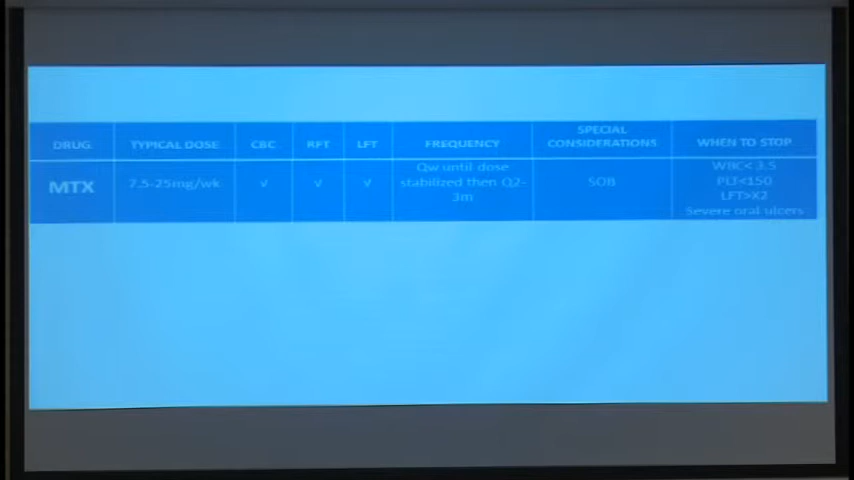 DRUG TYPICAL DOSE CBC RFT LFT FREQUENCY SPECIAL CONSIDERATIONS WHEN TO STOP
MTX 7.5-25mg/wk √ √ √ Qw until dose stabilized then Q2-3m SOB WBC< 3.5
PLT<150
LFT>X2
Severe oral ulcers